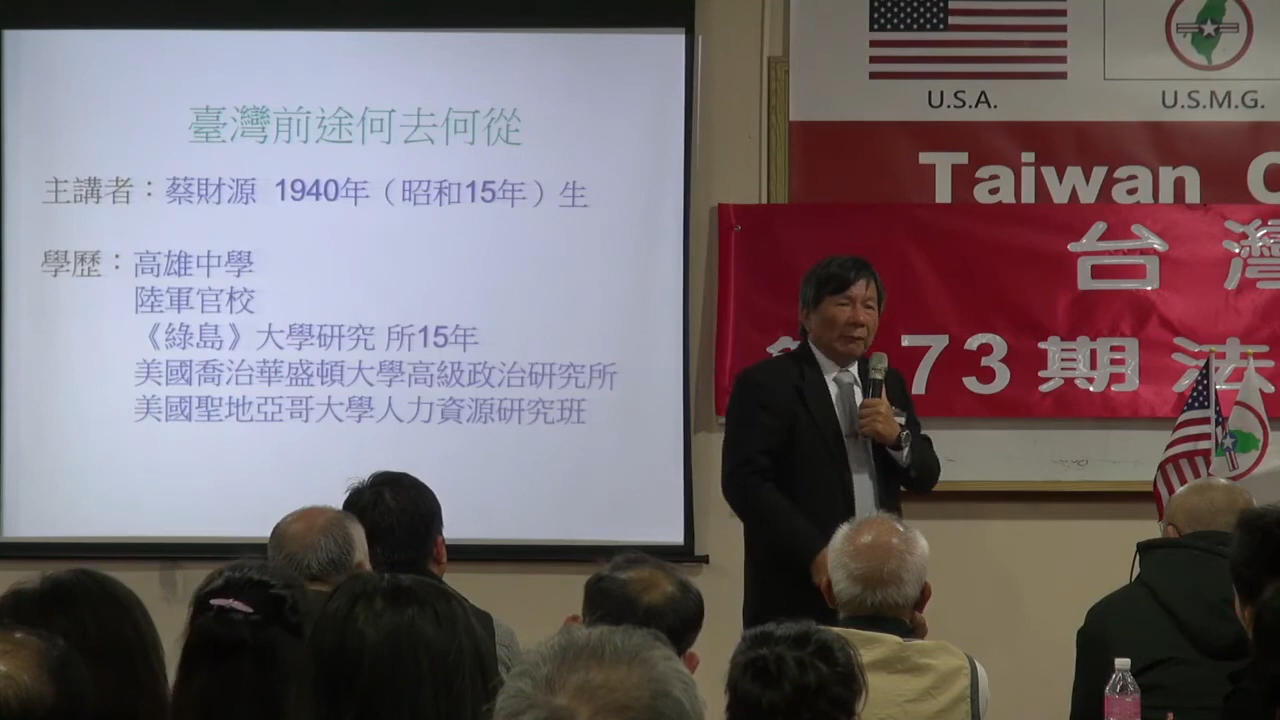 臺灣前途何去何從
主講者：蔡財源 1940年（昭和15年）生
學歷：高雄中學
陸軍官校
《綠島》大學研究 所15年
美國喬治華盛頓大學高級政治研究所
美國聖地亞哥大學人力資源研究班
U.S.A.
U.S.M.G.
Taiwan C
台灣
73期法